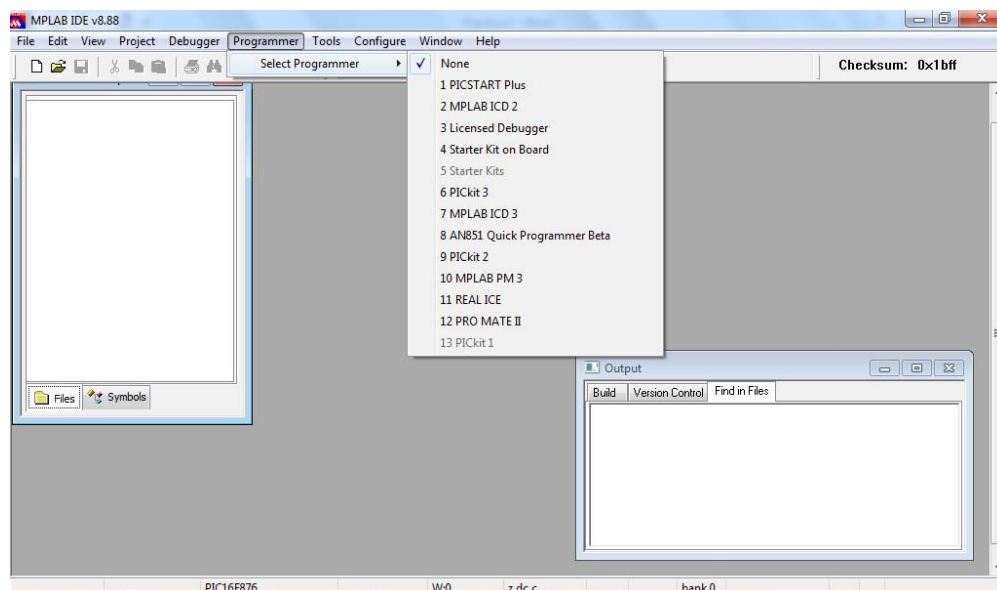 MPLAB IDE v8.88
File Edit View Project Debugger Programmer Tools Configure Window Help
Select Programmer
None
Checksum: 0x1bff
1 PICSTART Plus
2 MPLAB ICD 2
3 Licensed Debugger
4 Starter Kit on Board
5 Starter Kits
6 PICkit 3
7 MPLAB ICD 3
8 AN851 Quick Programmer Beta
9 PICkit 2
10 MPLAB PM 3
11 REAL ICE
12 PRO MATE II
13 PICkit 1
Output
Build Version Control Find in Files
Files Symbols
PIC16F876 W:0 z dc c bank 0